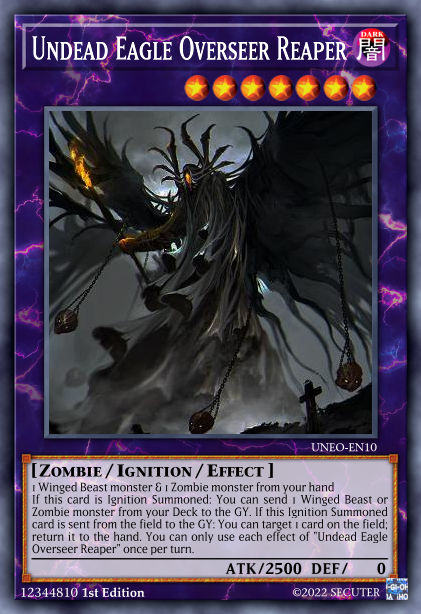 UNDEAD EAGLE OVERSEER REAPER
DARK
闇
UNEO-EN10
[ZOMBIE / IGNITION / EFFECT ]
1 Winged Beast monster & 1 Zombie monster from your hand
If this card is Ignition Summoned: You can send 1 Winged Beast or
Zombie monster from your Deck to the GY. If this Ignition Summoned
card is sent from the field to the GY: You can target 1 card on the field;
return it to the hand. You can only use each effect of "Undead Eagle
Overseer Reaper" once per turn.
ATK/2500 DEF/ 0
12344810 1st Edition ©2022 SECUTER